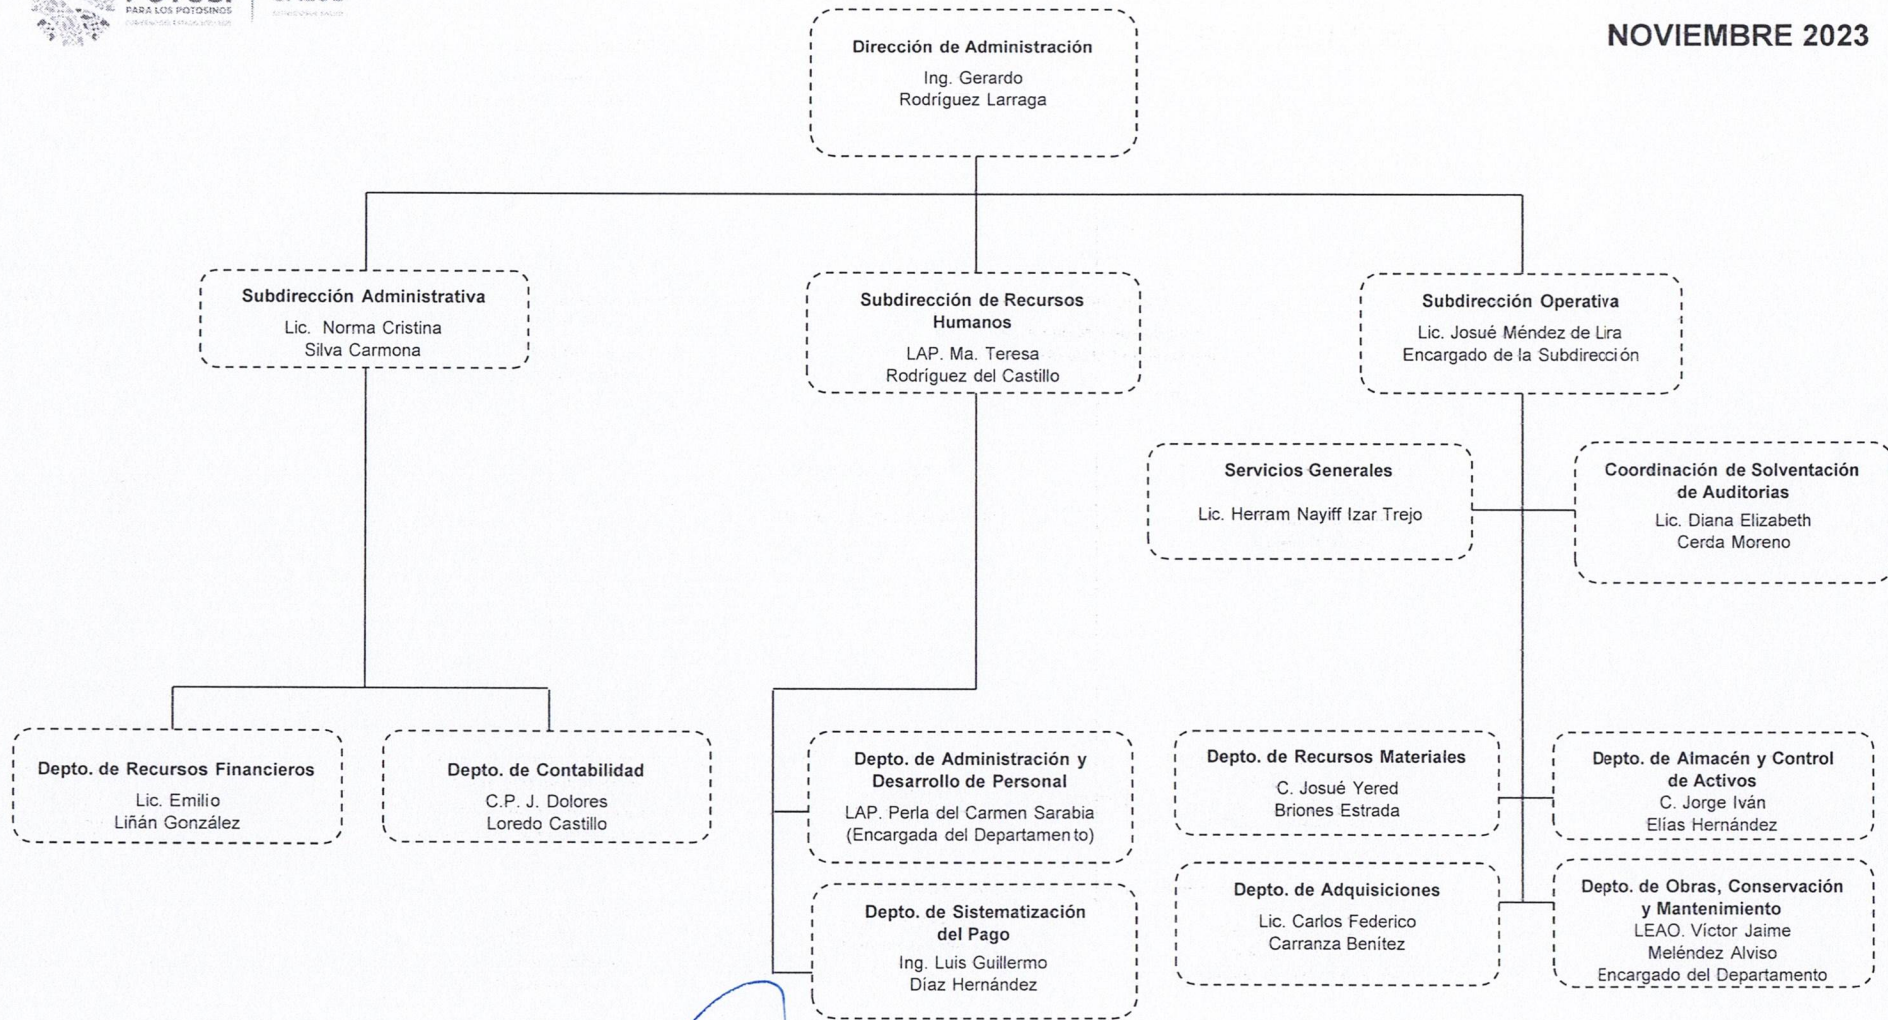 POTOSÍ
PARA LOS POTOSINOS
SALUD
NOVIEMBRE 2023
Dirección de Administración
Ing. Gerardo
Rodríguez Larraga
Subdirección Administrativa
Lic. Norma Cristina
Silva Carmona
Subdirección de Recursos
Humanos
LAP. Ma. Teresa
Rodríguez del Castillo
Subdirección Operativa
Lic. Josué Méndez de Lira
Encargado de la Subdirección
Servicios Generales
Lic. Herram Nayiff Izar Trejo
Coordinación de Solventación
de Auditorias
Lic. Diana Elizabeth
Cerda Moreno
Depto. de Recursos Financieros
Lic. Emilio
Liñán González
Depto. de Contabilidad
C.P. J. Dolores
Loredo Castillo
Depto. de Administración y
Desarrollo de Personal
LAP. Perla del Carmen Sarabia
(Encargada del Departamento)
Depto. de Sistematización
del Pago
Ing. Luis Guillermo
Díaz Hernández
Depto. de Recursos Materiales
C. Josué Yered
Briones Estrada
Depto. de Almacén y Control
de Activos
C. Jorge Iván
Elías Hernández
Depto. de Adquisiciones
Lic. Carlos Federico
Carranza Benítez
Depto. de Obras, Conservación
y Mantenimiento
LEAO. Víctor Jaime
Meléndez Alviso
Encargado del Departamento